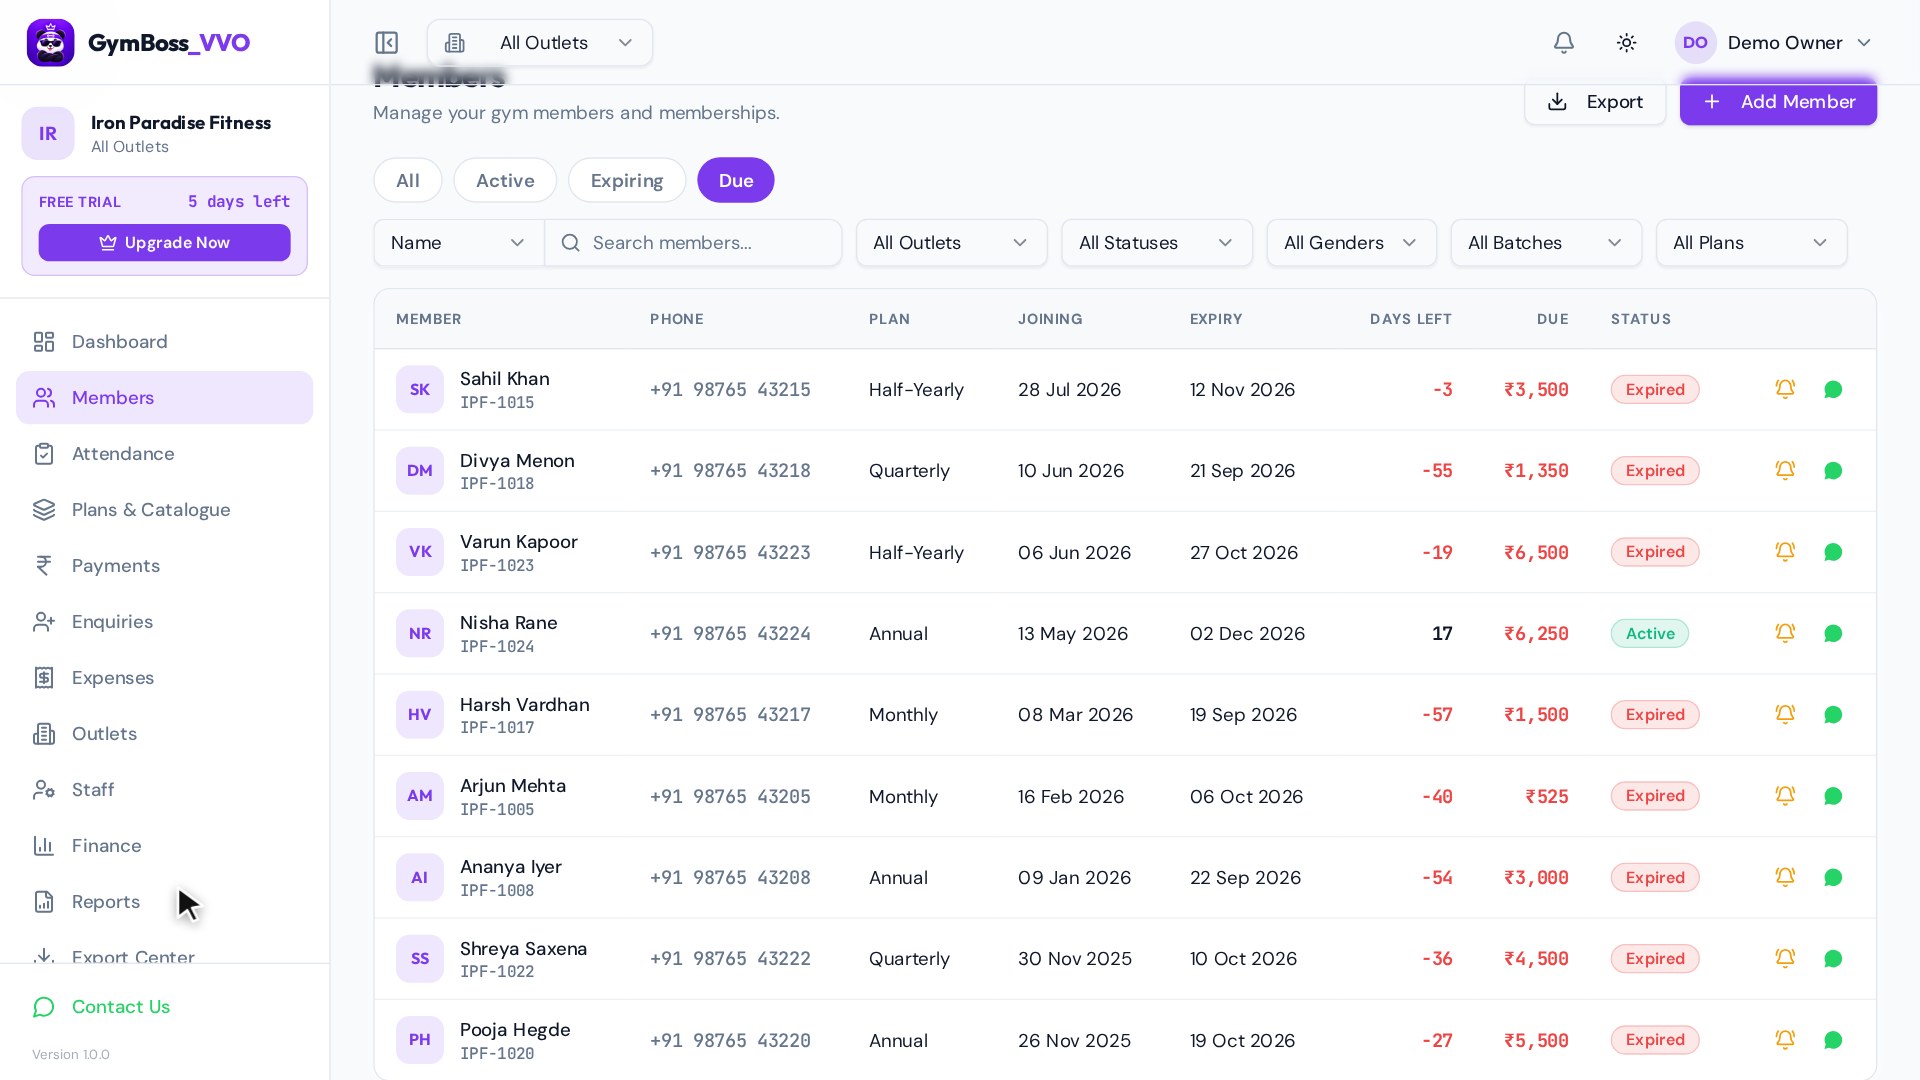 GymBoss_VVO
All Outlets
DO
Demo Owner
Members
Manage your gym members and memberships.
Export
Add Member
IR
Iron Paradise Fitness
All Outlets
FREE TRIAL
5 days left
Upgrade Now
Dashboard
Members
Attendance
Plans & Catalogue
Payments
Enquiries
Expenses
Outlets
Staff
Finance
Reports
Export Center
Contact Us
Version 1.0.0
All
Active
Expiring
Due
Name
Search members...
All Outlets
All Statuses
All Genders
All Batches
All Plans
MEMBER PHONE PLAN JOINING EXPIRY DAYS LEFT DUE STATUS
SK Sahil Khan +91 98765 43215 Half-Yearly 28 Jul 2026 12 Nov 2026 -3 ₹3,500 Expired
IPF-1015
DM Divya Menon +91 98765 43218 Quarterly 10 Jun 2026 21 Sep 2026 -55 ₹1,350 Expired
IPF-1018
VK Varun Kapoor +91 98765 43223 Half-Yearly 06 Jun 2026 27 Oct 2026 -19 ₹6,500 Expired
IPF-1023
NR Nisha Rane +91 98765 43224 Annual 13 May 2026 02 Dec 2026 17 ₹6,250 Active
IPF-1024
HV Harsh Vardhan +91 98765 43217 Monthly 08 Mar 2026 19 Sep 2026 -57 ₹1,500 Expired
IPF-1017
AM Arjun Mehta +91 98765 43205 Monthly 16 Feb 2026 06 Oct 2026 -40 ₹525 Expired
IPF-1005
AI Ananya Iyer +91 98765 43208 Annual 09 Jan 2026 22 Sep 2026 -54 ₹3,000 Expired
IPF-1008
SS Shreya Saxena +91 98765 43222 Quarterly 30 Nov 2025 10 Oct 2026 -36 ₹4,500 Expired
IPF-1022
PH Pooja Hegde +91 98765 43220 Annual 26 Nov 2025 19 Oct 2026 -27 ₹5,500 Expired
IPF-1020